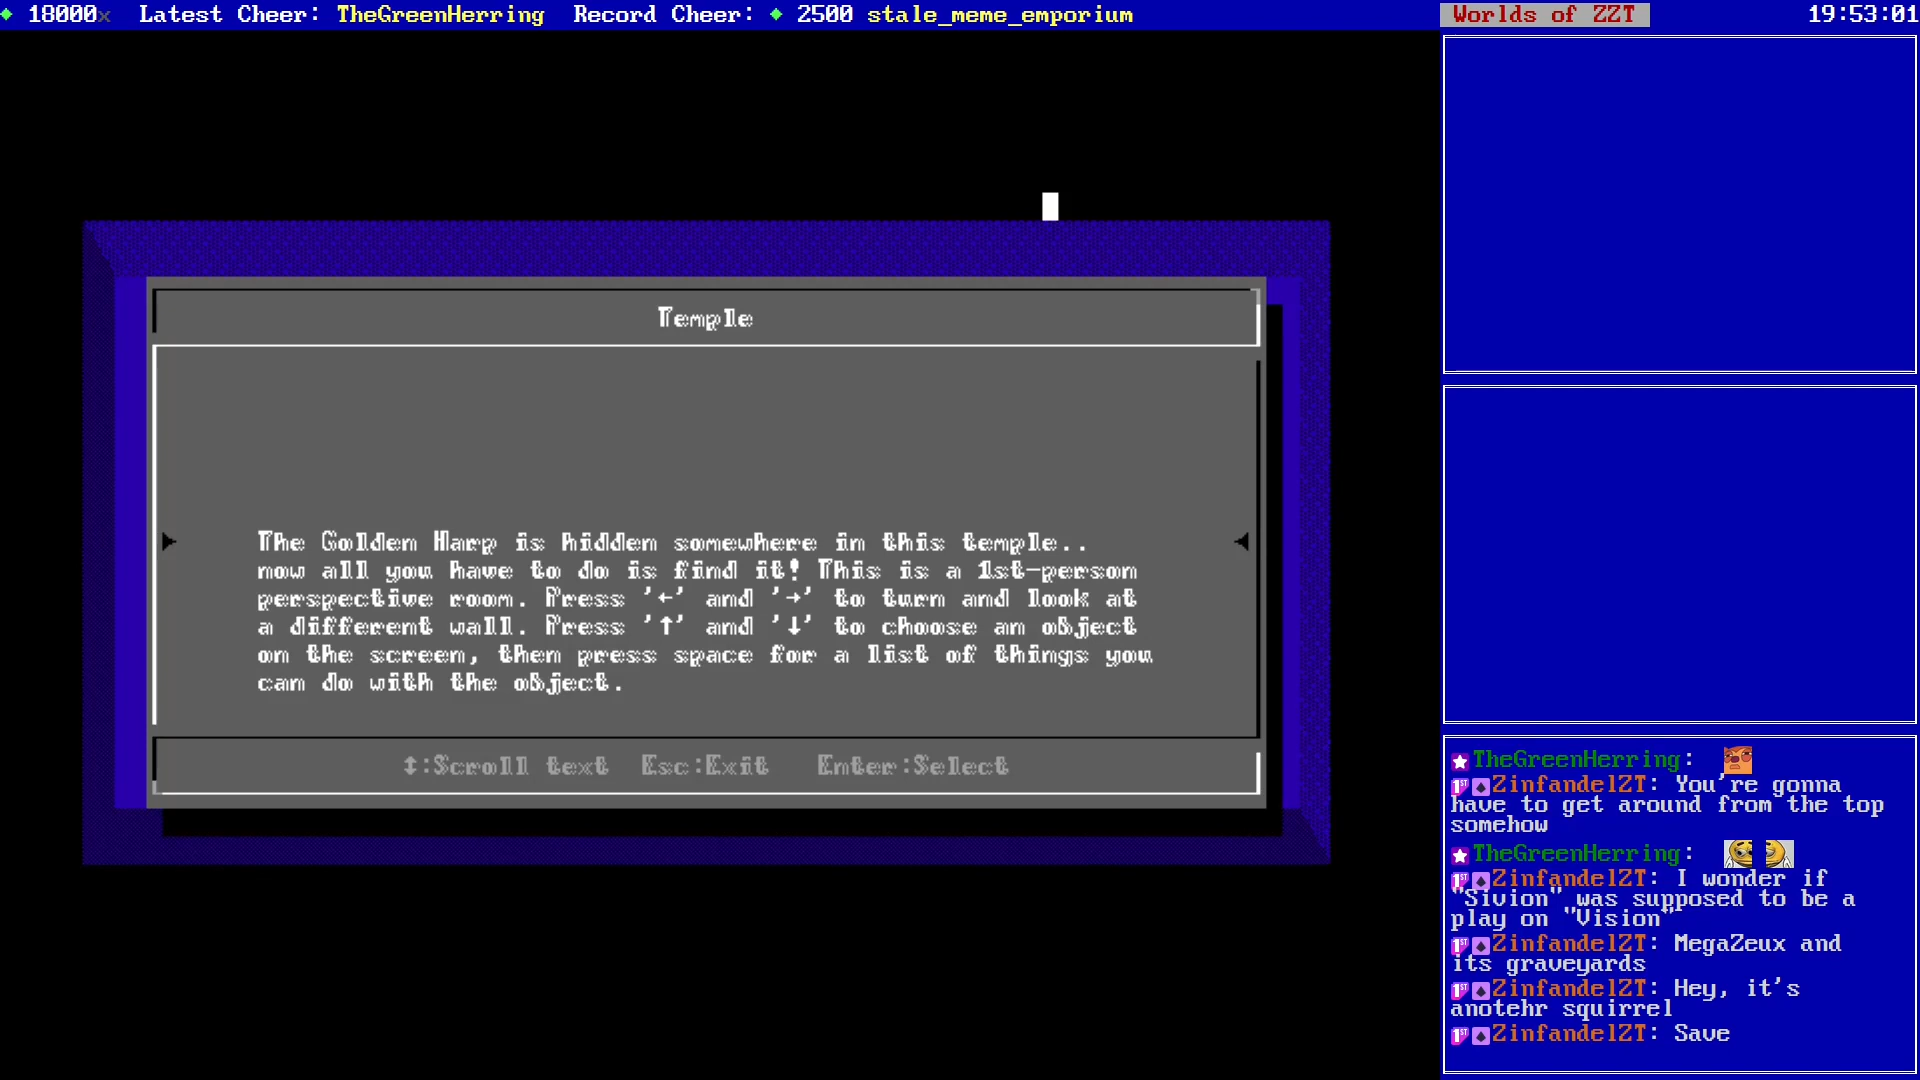 ♦ 18000x Latest Cheer: TheGreenHerring Record Cheer: ♦ 2500 stale_meme_emporium
Worlds of ZZT
19:53:01
Temple
The Golden Harp is hidden somewhere in this temple..
now all you have to do is find it! This is a 1st-person
perspective room. Press '←' and '→' to turn and look at
a different wall. Press '↑' and '↓' to choose an object
on the screen, then press space for a list of things you
can do with the object.
↕:Scroll text Esc:Exit Enter:Select
TheGreenHerring:
ZinfandelZT: You're gonna
have to get around from the top
somehow
TheGreenHerring:
ZinfandelZT: I wonder if
"Sivion" was supposed to be a
play on "Vision"
ZinfandelZT: MegaZeux and
its graveyards
ZinfandelZT: Hey, it's
anotehr squirrel
ZinfandelZT: Save